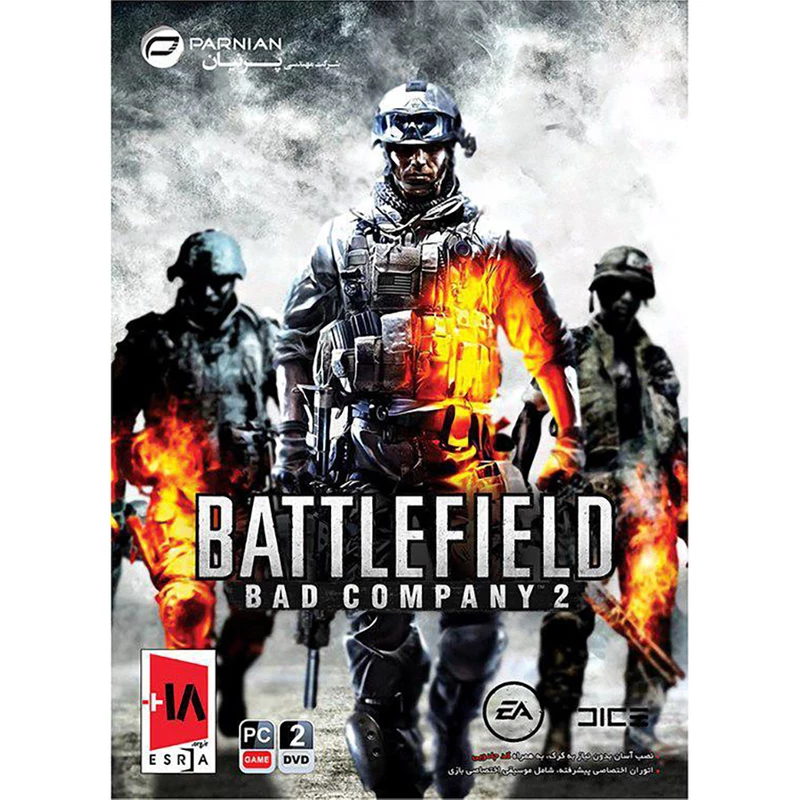 PARNIAN
شرکت مهندسی پرنیان
BATTLEFIELD
BAD COMPANY 2
+۱۸
ESRA
PC
GAME
2
DVD
EA
DICE
نصب آسان بدون نیاز به کرک، به همراه کد جادویی
اتوران اختصاصی پیشرفته، شامل موسیقی اختصاصی بازی